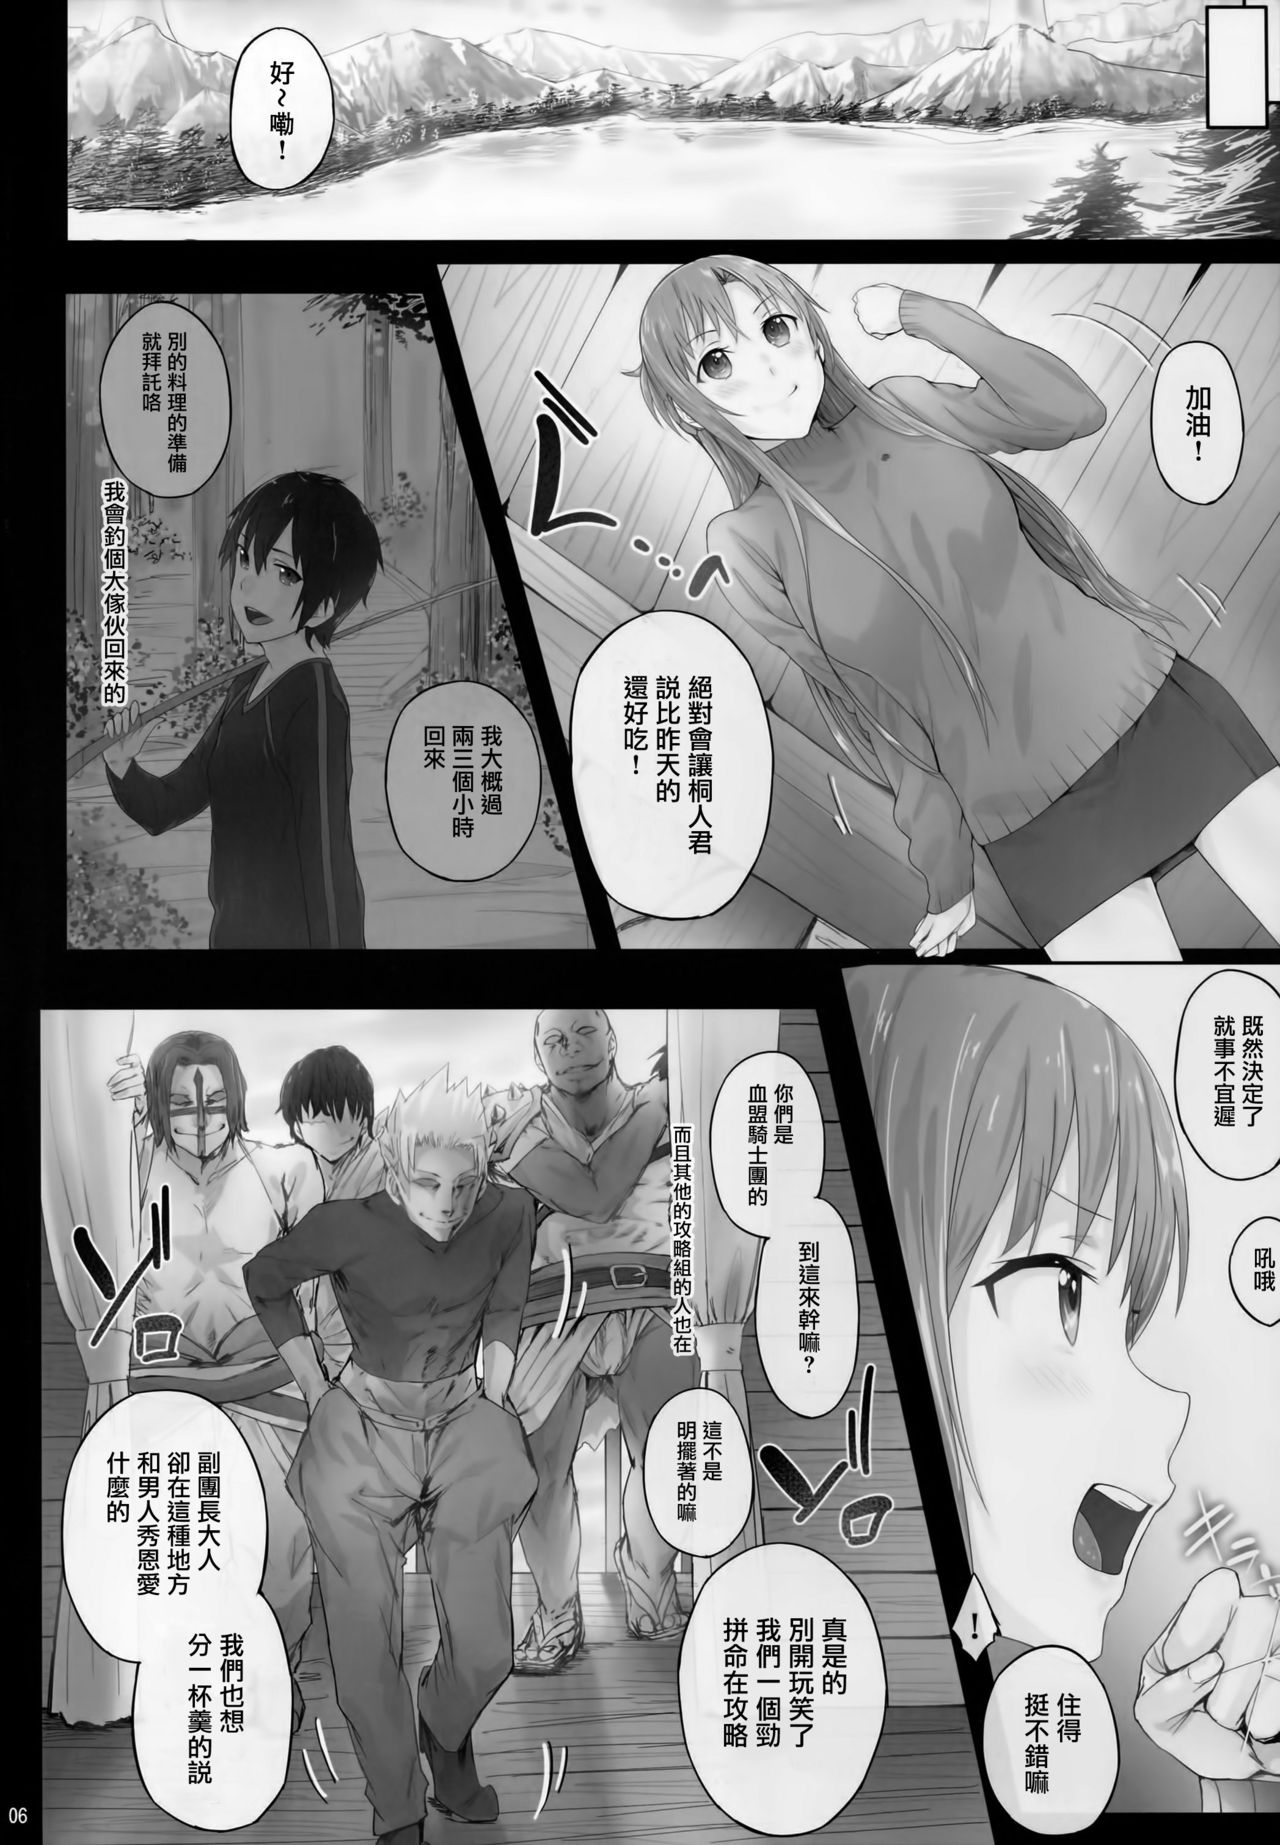 好～嘞！
加油！
絕對會讓桐人君
說比昨天的
還好吃！
別的料理的準備
就拜託咯
我會釣個大傢伙回來的
我大概過
兩三個小時
回來
既然決定了
就事不宜遲
吼哦
キラ
！
住得
挺不錯嘛
你們是
血盟騎士團的
到這來幹嘛？
而且其他的攻略組的人也在
這不是
明擺著的嘛
真是的
別開玩笑了
我們一個勁
拼命在攻略
ゾロ
ゾロ
副團長大人
卻在這種地方
和男人秀恩愛
什麼的
我們也想
分一杯羹的説
06